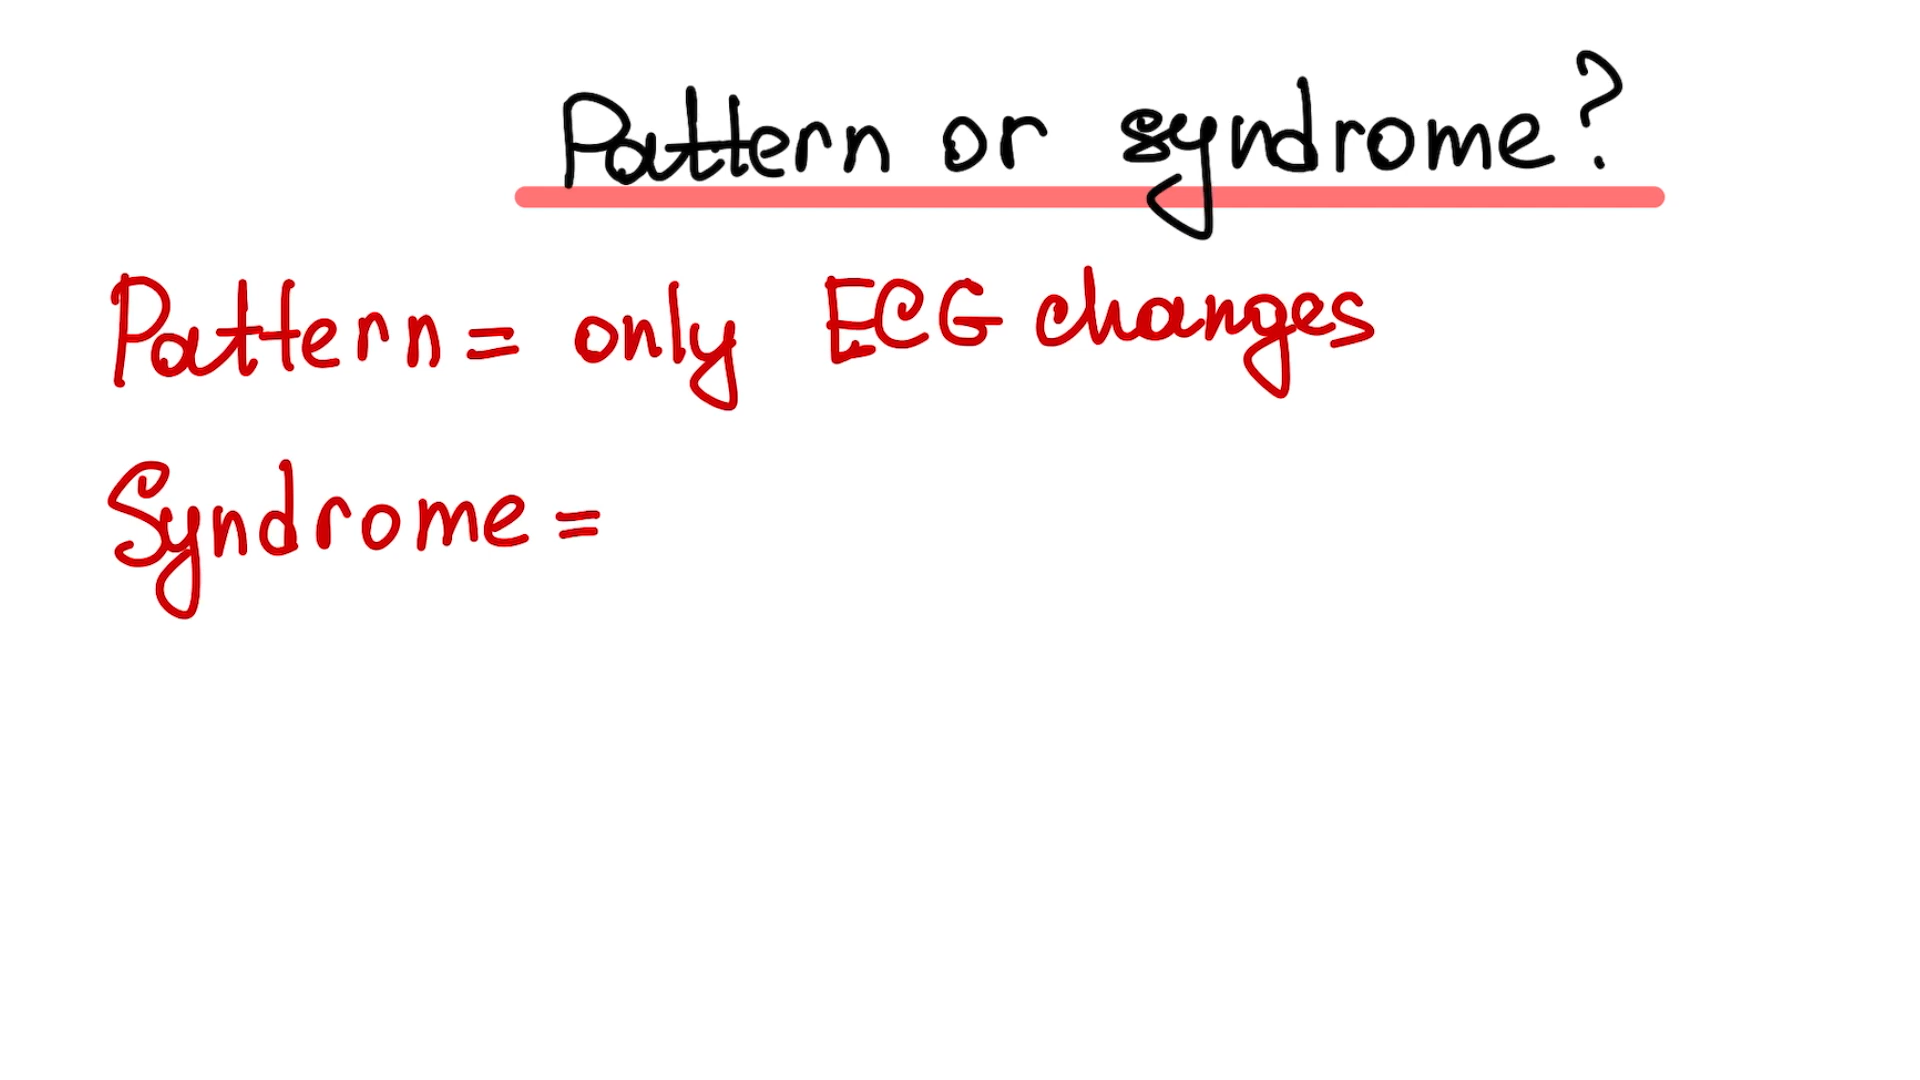 Pattern or syndrome?
Pattern = only ECG changes
Syndrome =